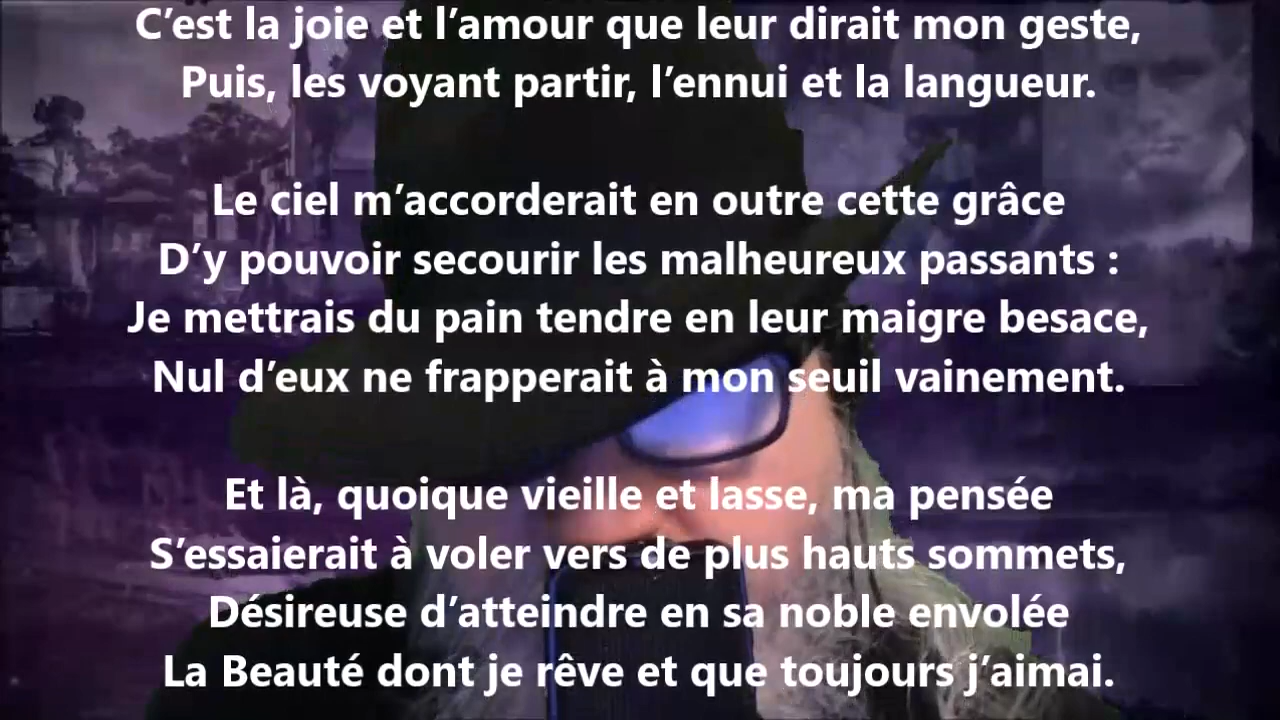 C’est la joie et l’amour que leur dirait mon geste,
Puis, les voyant partir, l’ennui et la langueur.
Le ciel m’accorderait en outre cette grâce
D’y pouvoir secourir les malheureux passants :
Je mettrais du pain tendre en leur maigre besace,
Nul d’eux ne frapperait à mon seuil vainement.
Et là, quoique vieille et lasse, ma pensée
S’essaierait à voler vers de plus hauts sommets,
Désireuse d’atteindre en sa noble envolée
La Beauté dont je rêve et que toujours j’aimai.